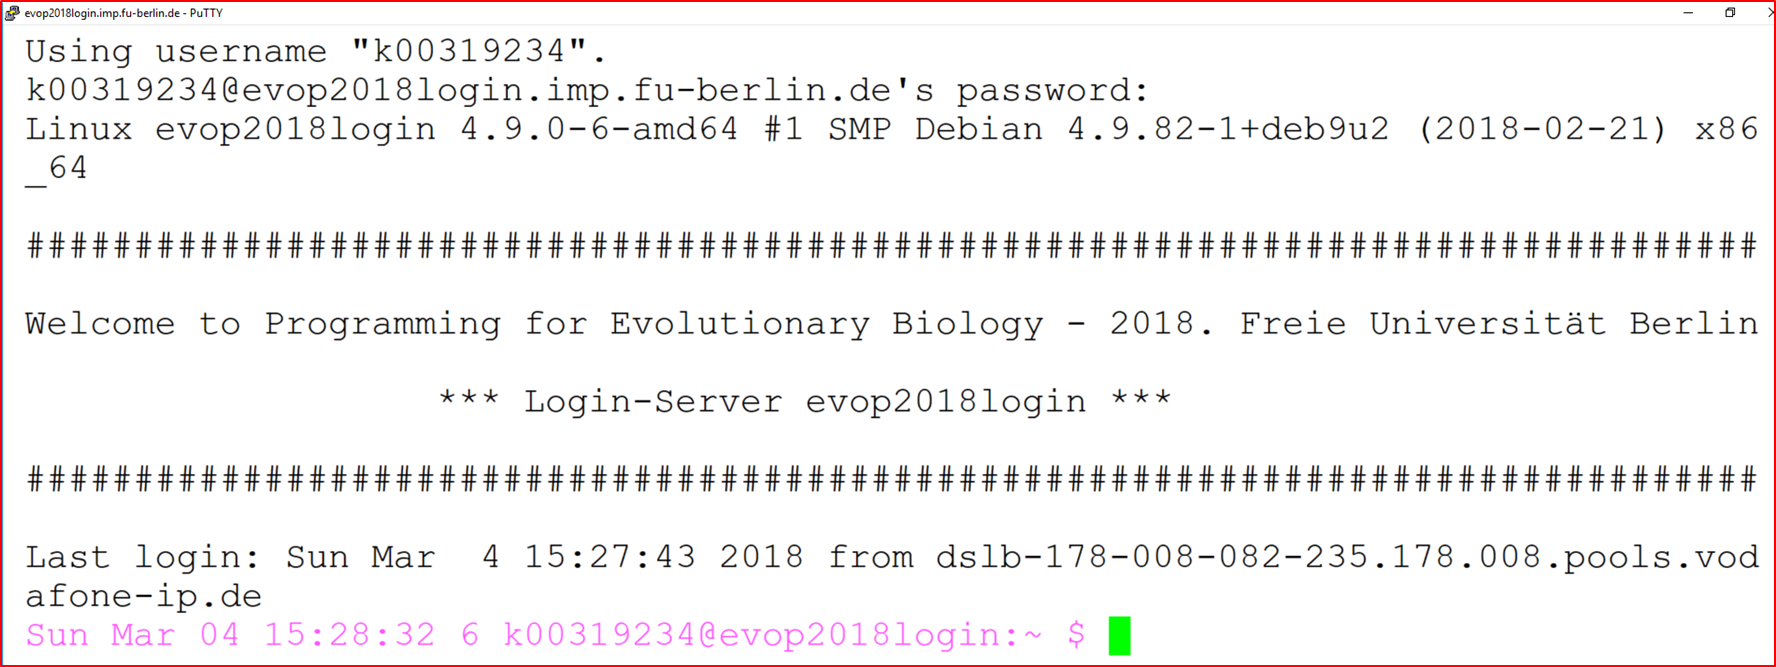 evop2018login.imp.fu-berlin.de - PuTTY
Using username "k00319234".
k00319234@evop2018login.imp.fu-berlin.de's password:
Linux evop2018login 4.9.0-6-amd64 #1 SMP Debian 4.9.82-1+deb9u2 (2018-02-21) x86
_64
################################################################################
Welcome to Programming for Evolutionary Biology - 2018. Freie Universität Berlin
*** Login-Server evop2018login ***
################################################################################
Last login: Sun Mar  4 15:27:43 2018 from dslb-178-008-082-235.178.008.pools.vod
afone-ip.de
Sun Mar 04 15:28:32 6 k00319234@evop2018login:~ $